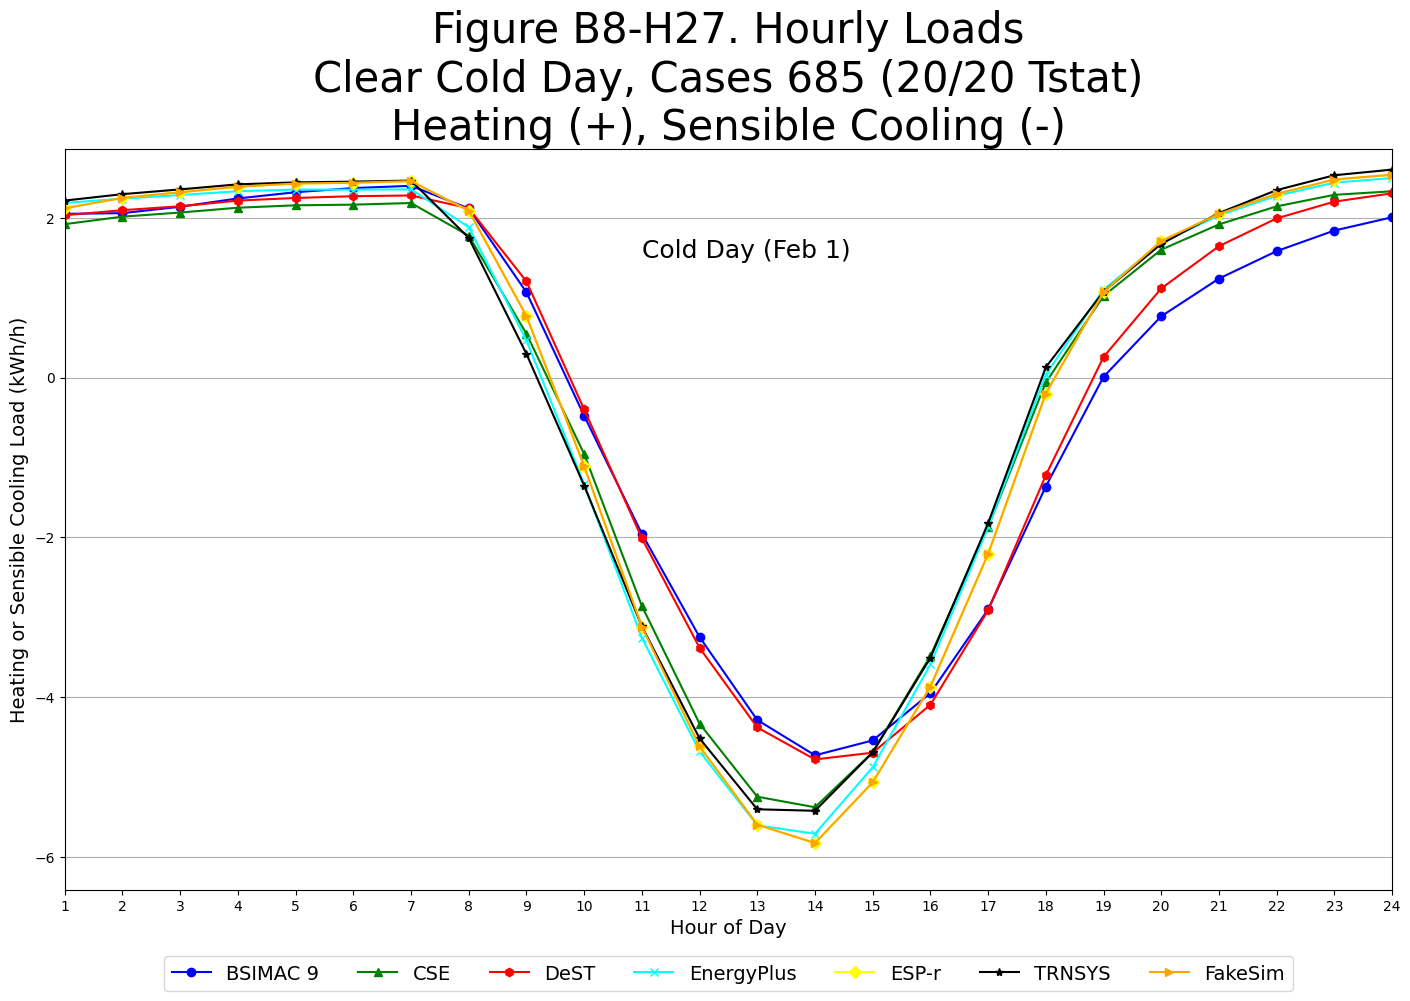 Figure B8-H27. Hourly Loads
Clear Cold Day, Cases 685 (20/20 Tstat)
Heating (+), Sensible Cooling (-)
Heating or Sensible Cooling Load (kWh/h)
2
0
−2
−4
−6
Cold Day (Feb 1)
1 2 3 4 5 6 7 8 9 10 11 12 13 14 15 16 17 18 19 20 21 22 23 24
Hour of Day
BSIMAC 9 CSE DeST EnergyPlus ESP-r TRNSYS FakeSim